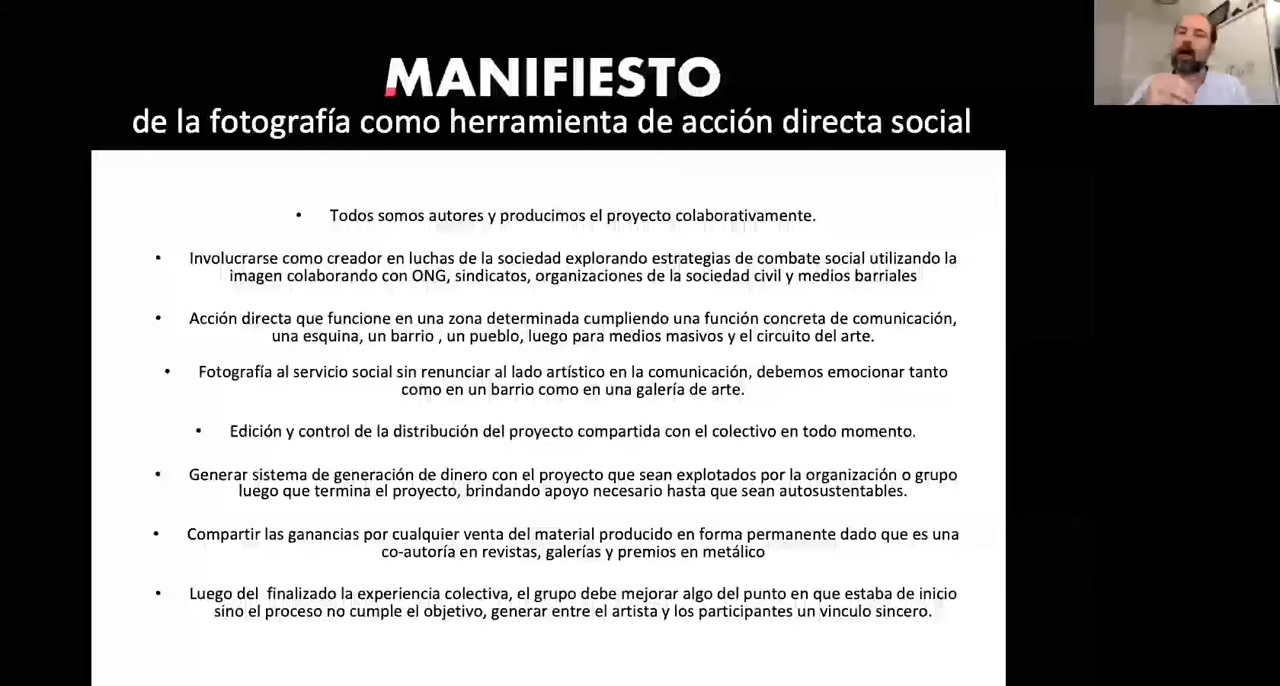 MANIFIESTO
de la fotografía como herramienta de acción directa social
• Todos somos autores y producimos el proyecto colaborativamente.
• Involucrarse como creador en luchas de la sociedad explorando estrategias de combate social utilizando la
imagen colaborando con ONG, sindicatos, organizaciones de la sociedad civil y medios barriales
• Acción directa que funcione en una zona determinada cumpliendo una función concreta de comunicación,
una esquina, un barrio , un pueblo, luego para medios masivos y el circuito del arte.
• Fotografía al servicio social sin renunciar al lado artístico en la comunicación, debemos emocionar tanto
como en un barrio como en una galería de arte.
• Edición y control de la distribución del proyecto compartida con el colectivo en todo momento.
• Generar sistema de generación de dinero con el proyecto que sean explotados por la organización o grupo
luego que termina el proyecto, brindando apoyo necesario hasta que sean autosustentables.
• Compartir las ganancias por cualquier venta del material producido en forma permanente dado que es una
co-autoría en revistas, galerías y premios en metálico
• Luego del finalizado la experiencia colectiva, el grupo debe mejorar algo del punto en que estaba de inicio
sino el proceso no cumple el objetivo, generar entre el artista y los participantes un vinculo sincero.